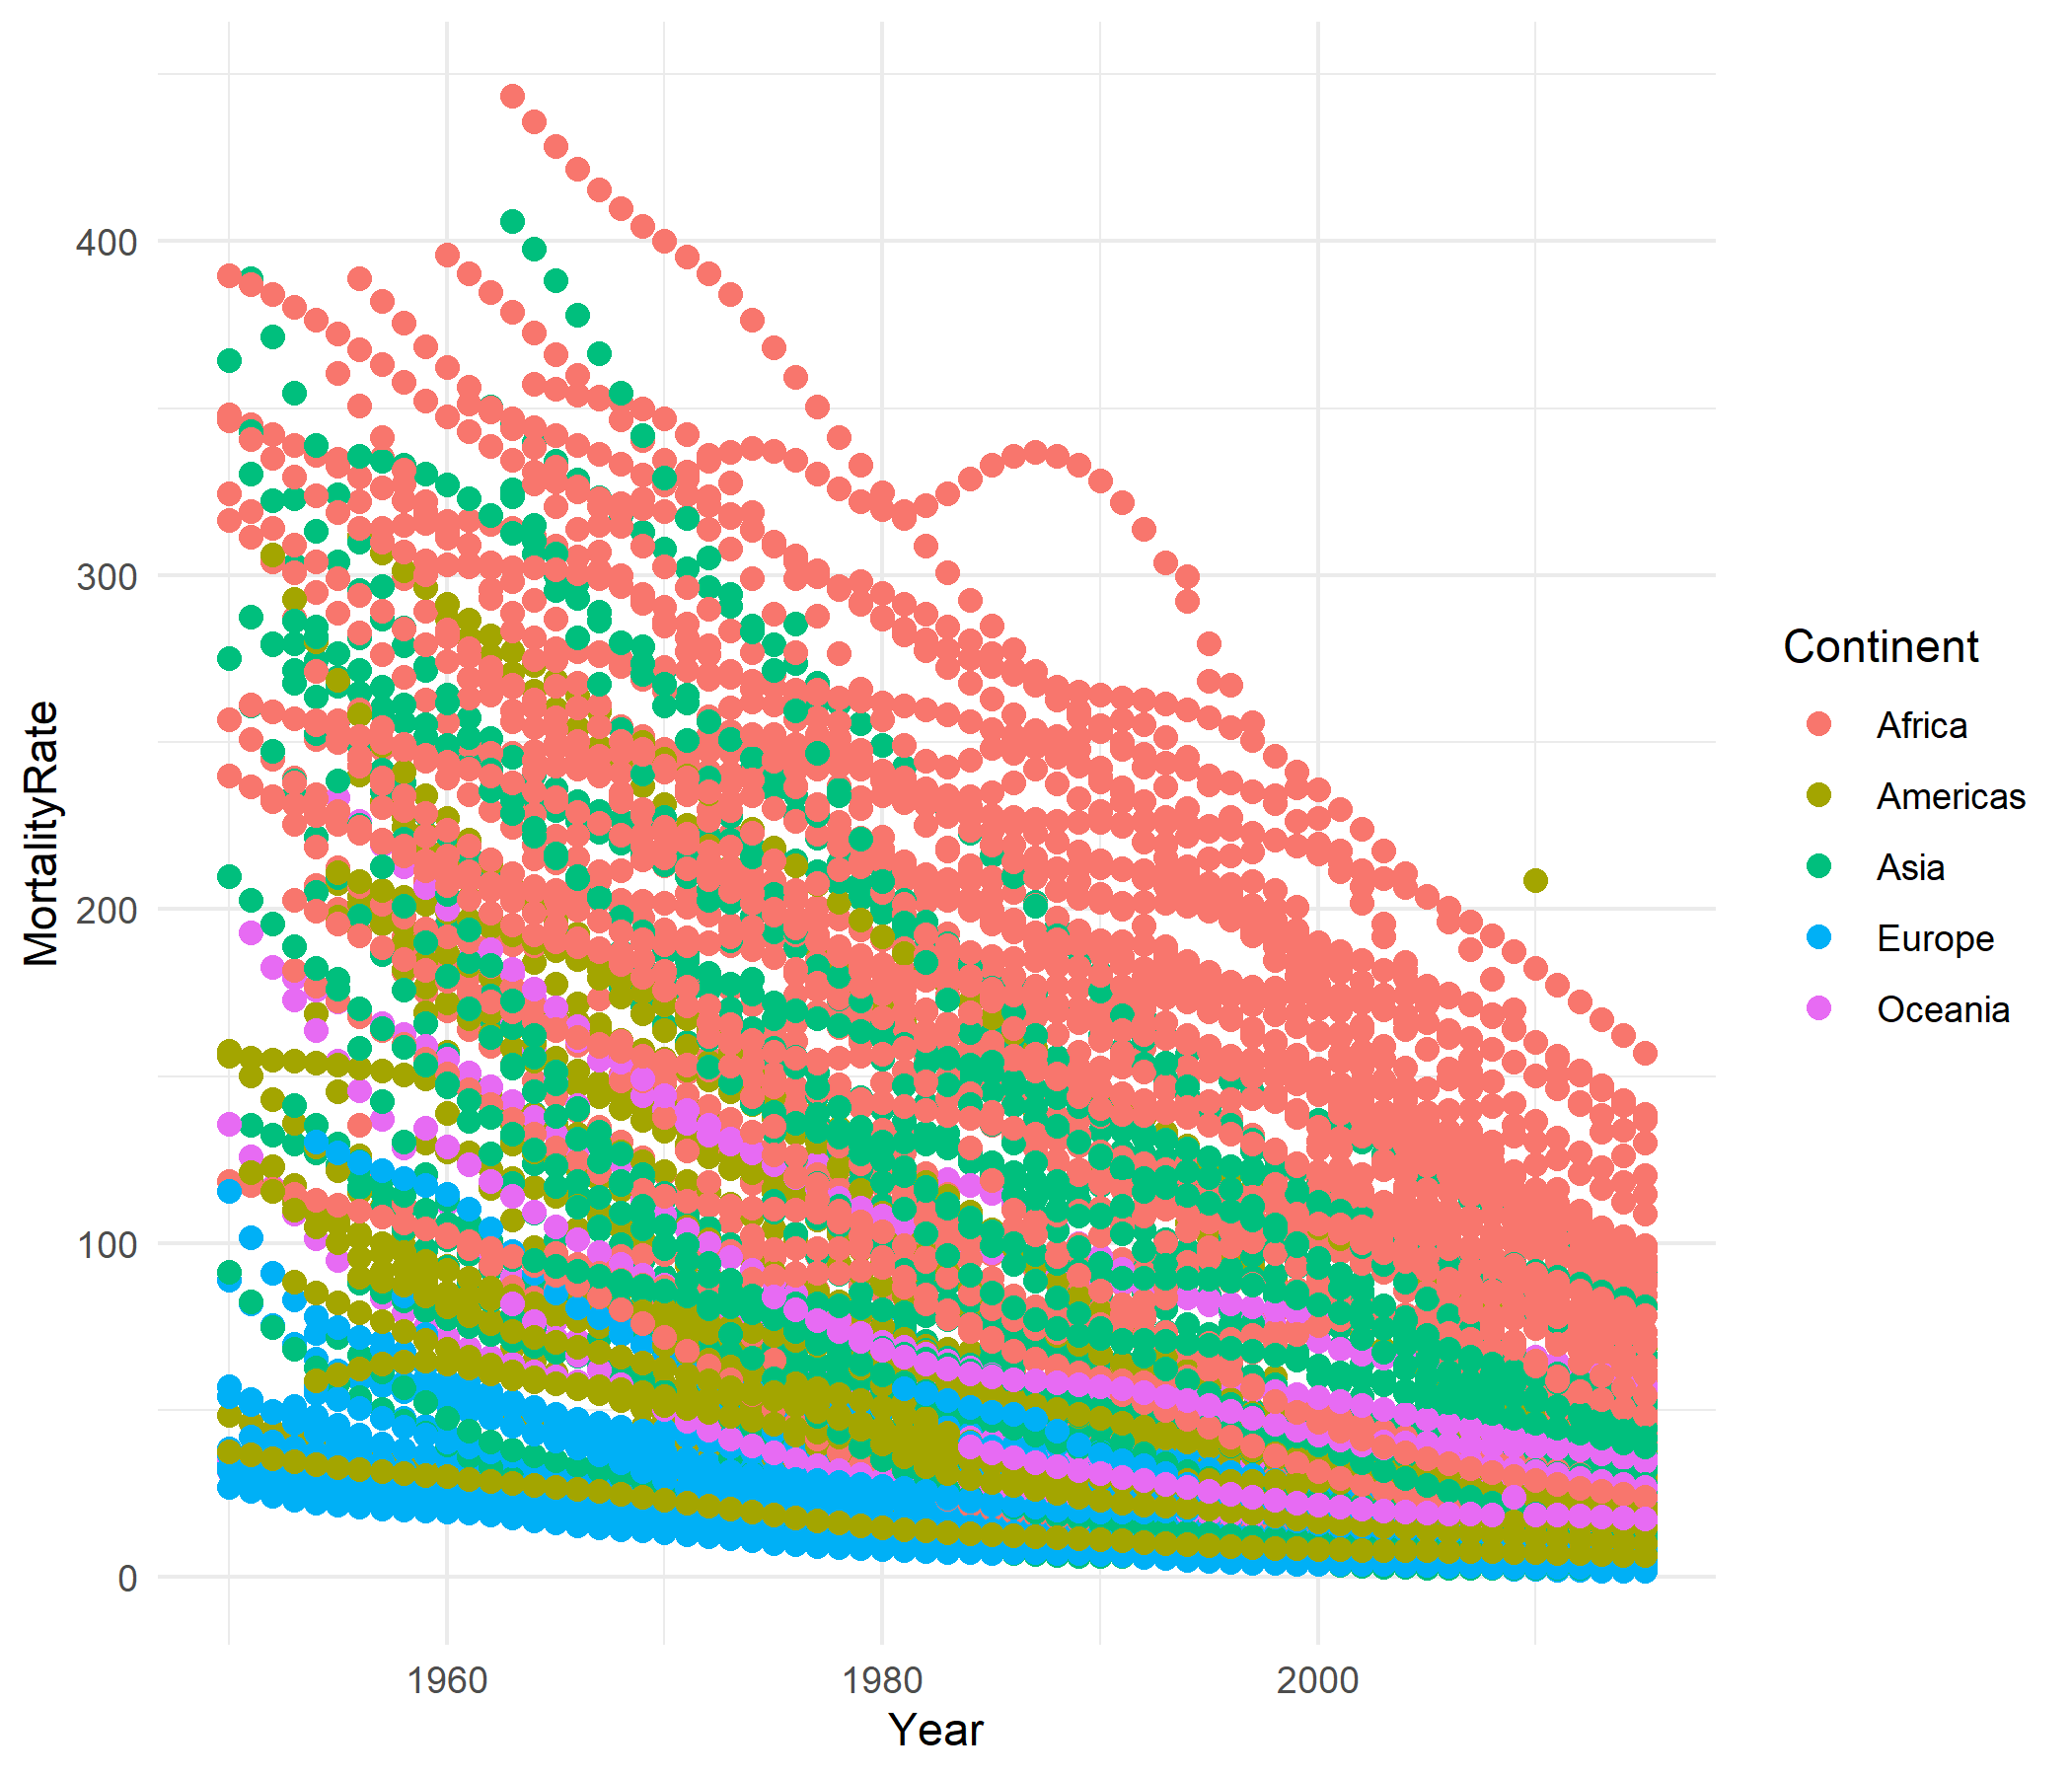 400
300
200
100
0
MortalityRate
1960
1980
2000
Year
Continent
Africa
Americas
Asia
Europe
Oceania